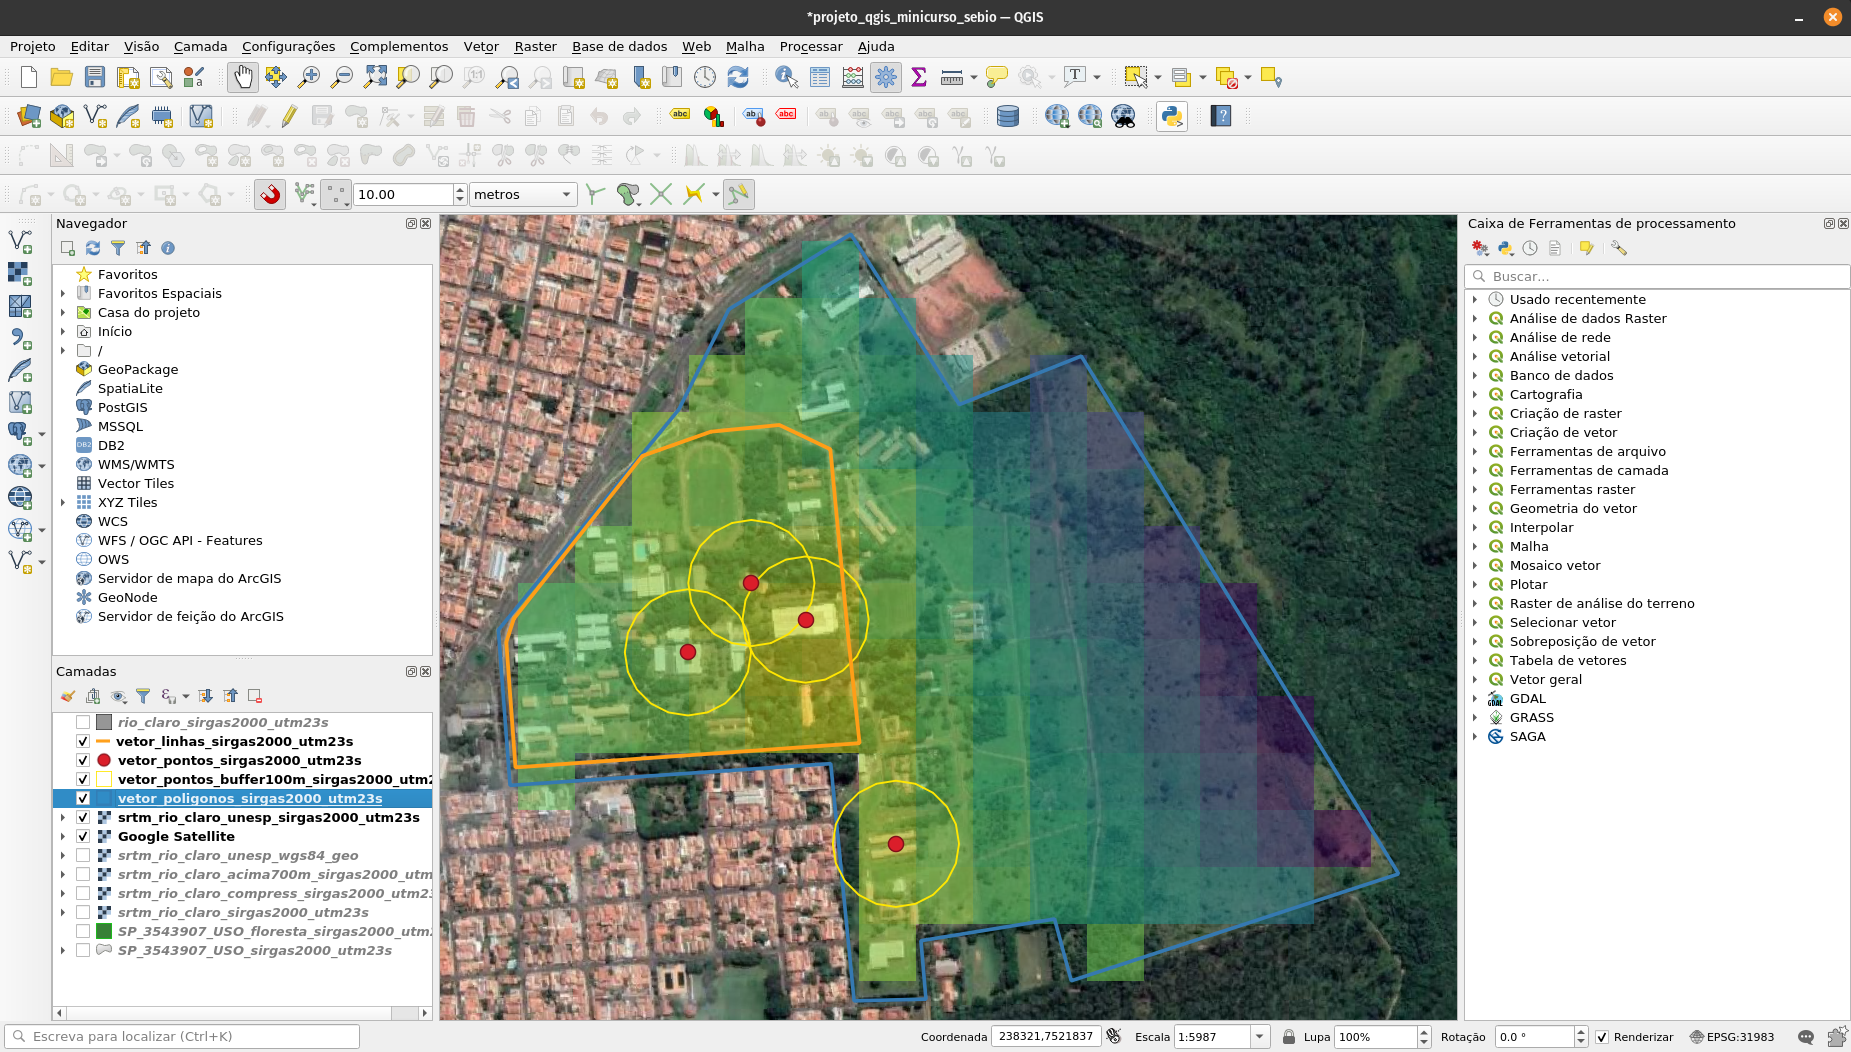 *projeto_qgis_minicurso_sebio — QGIS
Projeto Editar Visão Camada Configurações Complementos Vetor Raster Base de dados Web Malha Processar Ajuda
10.00 metros
Navegador
Favoritos
Favoritos Espaciais
Casa do projeto
Início
/
GeoPackage
SpatiaLite
PostGIS
MSSQL
DB2
WMS/WMTS
Vector Tiles
XYZ Tiles
WCS
WFS / OGC API - Features
OWS
Servidor de mapa do ArcGIS
GeoNode
Servidor de feição do ArcGIS
Camadas
rio_claro_sirgas2000_utm23s
vetor_linhas_sirgas2000_utm23s
vetor_pontos_sirgas2000_utm23s
vetor_pontos_buffer100m_sirgas2000_utm2
vetor_poligonos_sirgas2000_utm23s
srtm_rio_claro_unesp_sirgas2000_utm23s
Google Satellite
srtm_rio_claro_unesp_wgs84_geo
srtm_rio_claro_acima700m_sirgas2000_utm
srtm_rio_claro_compress_sirgas2000_utm2
srtm_rio_claro_sirgas2000_utm23s
SP_3543907_USO_floresta_sirgas2000_utm
SP_3543907_USO_sirgas2000_utm23s
Caixa de Ferramentas de processamento
Buscar...
Usado recentemente
Análise de dados Raster
Análise de rede
Análise vetorial
Banco de dados
Cartografia
Criação de raster
Criação de vetor
Ferramentas de arquivo
Ferramentas de camada
Ferramentas raster
Geometria do vetor
Interpolar
Malha
Mosaico vetor
Plotar
Raster de análise do terreno
Selecionar vetor
Sobreposição de vetor
Tabela de vetores
Vetor geral
GDAL
GRASS
SAGA
Escreva para localizar (Ctrl+K) Coordenada 238321,7521837 Escala 1:5987 Lupa 100% Rotação 0.0 ° Renderizar EPSG:31983